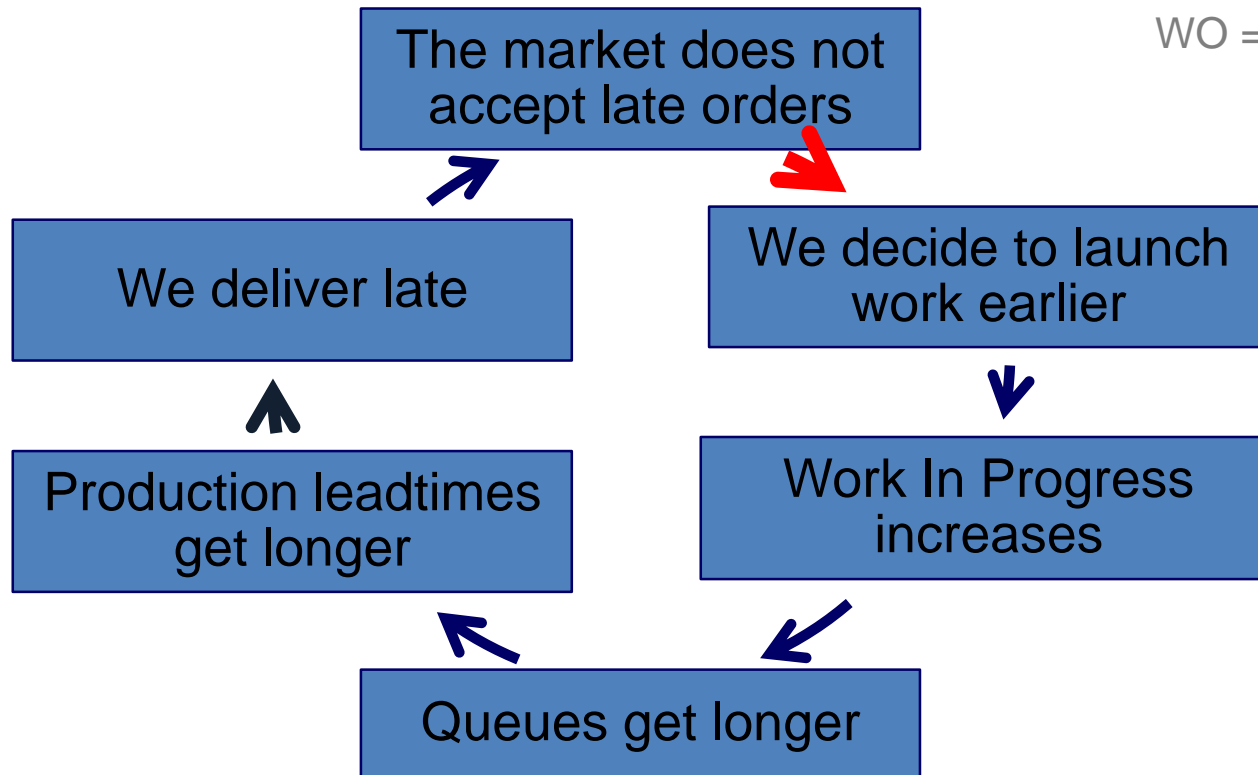 The market does not
accept late orders
WO =
We decide to launch
work earlier
Work In Progress
increases
Queues get longer
Production leadtimes
get longer
We deliver late